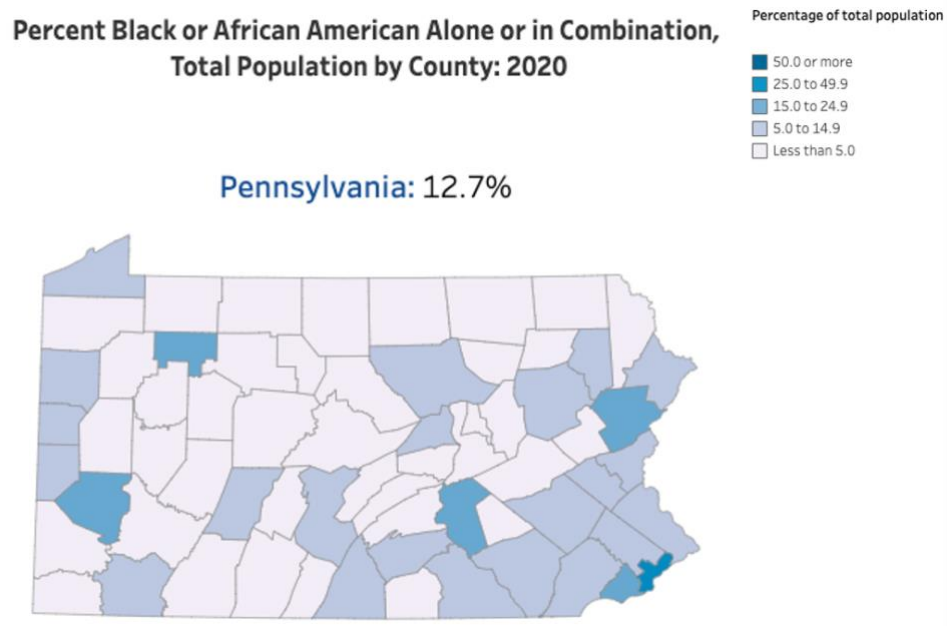 Percent Black or African American Alone or in Combination,
Total Population by County: 2020
Percentage of total population
50.0 or more
25.0 to 49.9
15.0 to 24.9
5.0 to 14.9
Less than 5.0
Pennsylvania: 12.7%